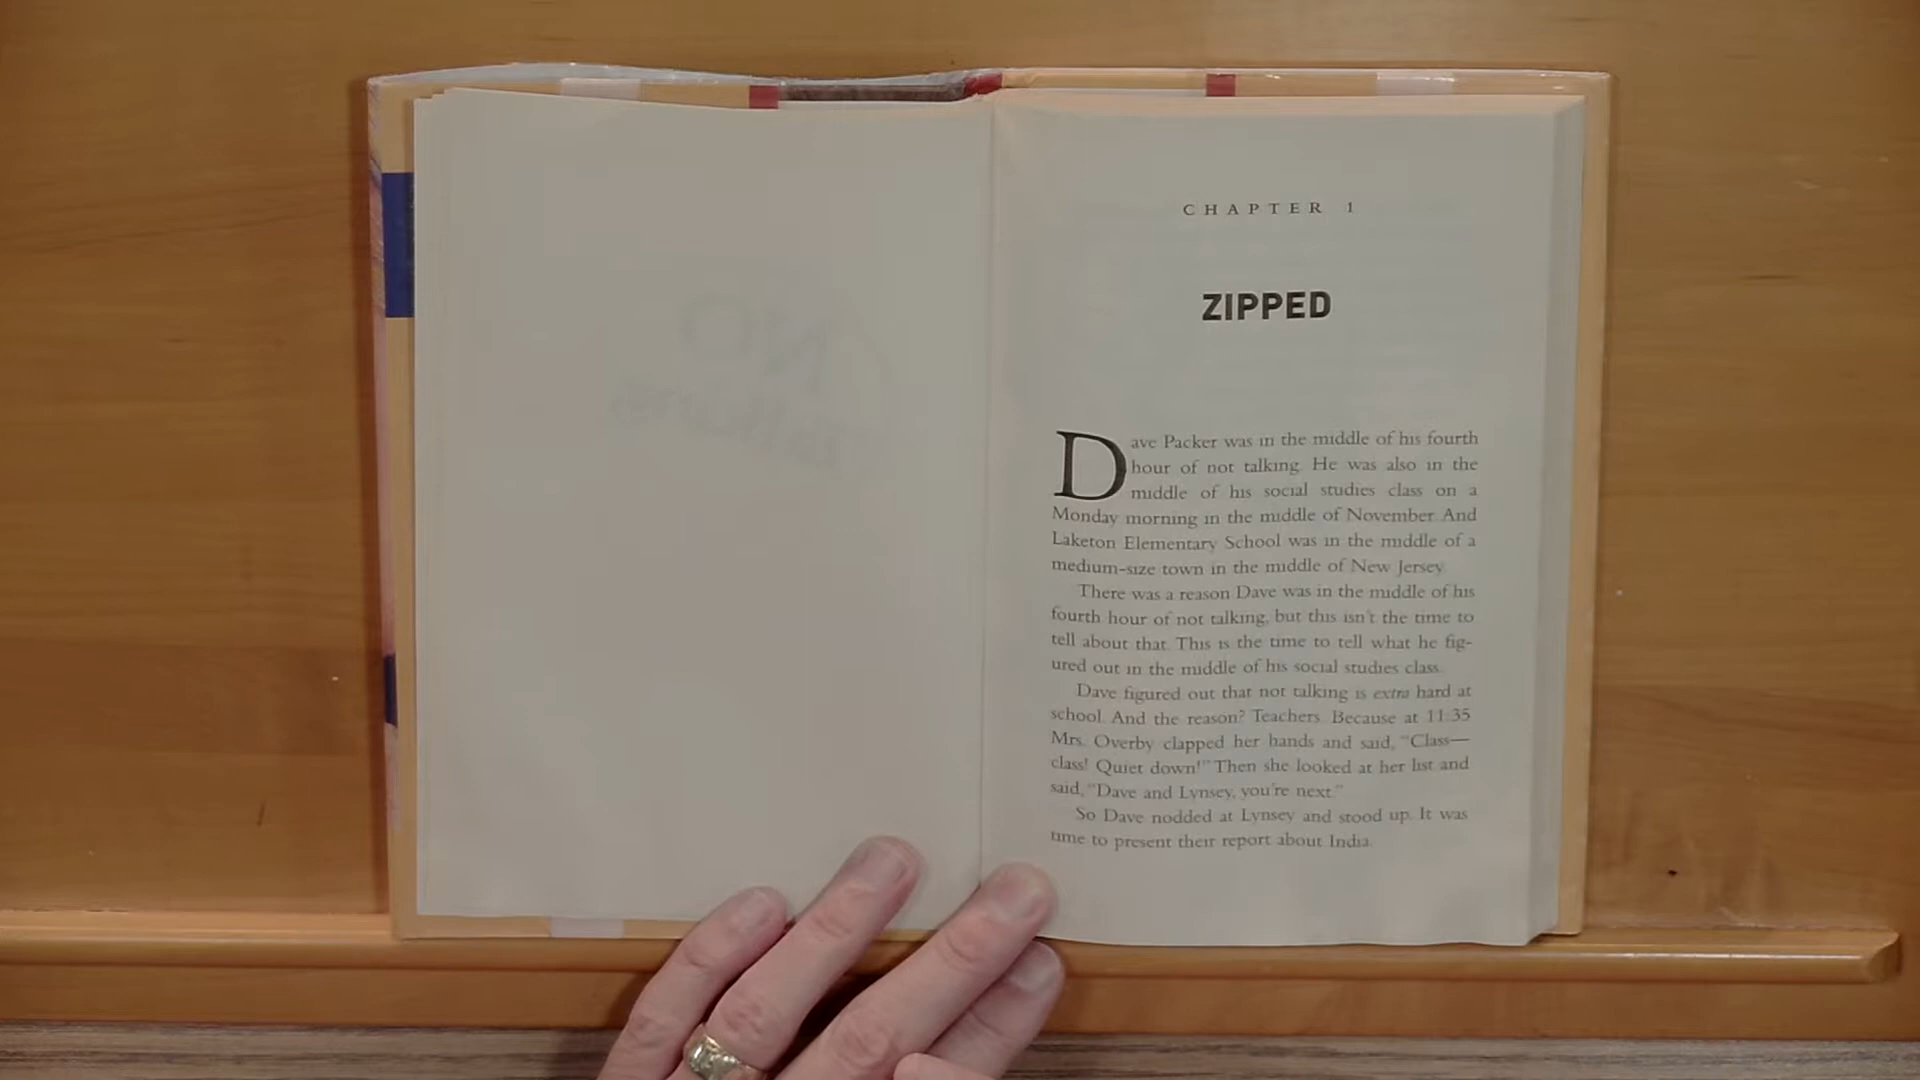 CHAPTER 1
ZIPPED
Dave Packer was in the middle of his fourth
hour of not talking. He was also in the
middle of his social studies class on a
Monday morning in the middle of November. And
Laketon Elementary School was in the middle of a
medium-size town in the middle of New Jersey.
There was a reason Dave was in the middle of his
fourth hour of not talking, but this isn't the time to
tell about that. This is the time to tell what he fig-
ured out in the middle of his social studies class.
Dave figured out that not talking is extra hard at
school. And the reason? Teachers. Because at 11:35
Mrs. Overby clapped her hands and said, "Class—
class! Quiet down!" Then she looked at her list and
said, "Dave and Lynsey, you're next."
So Dave nodded at Lynsey and stood up. It was
time to present their report about India.